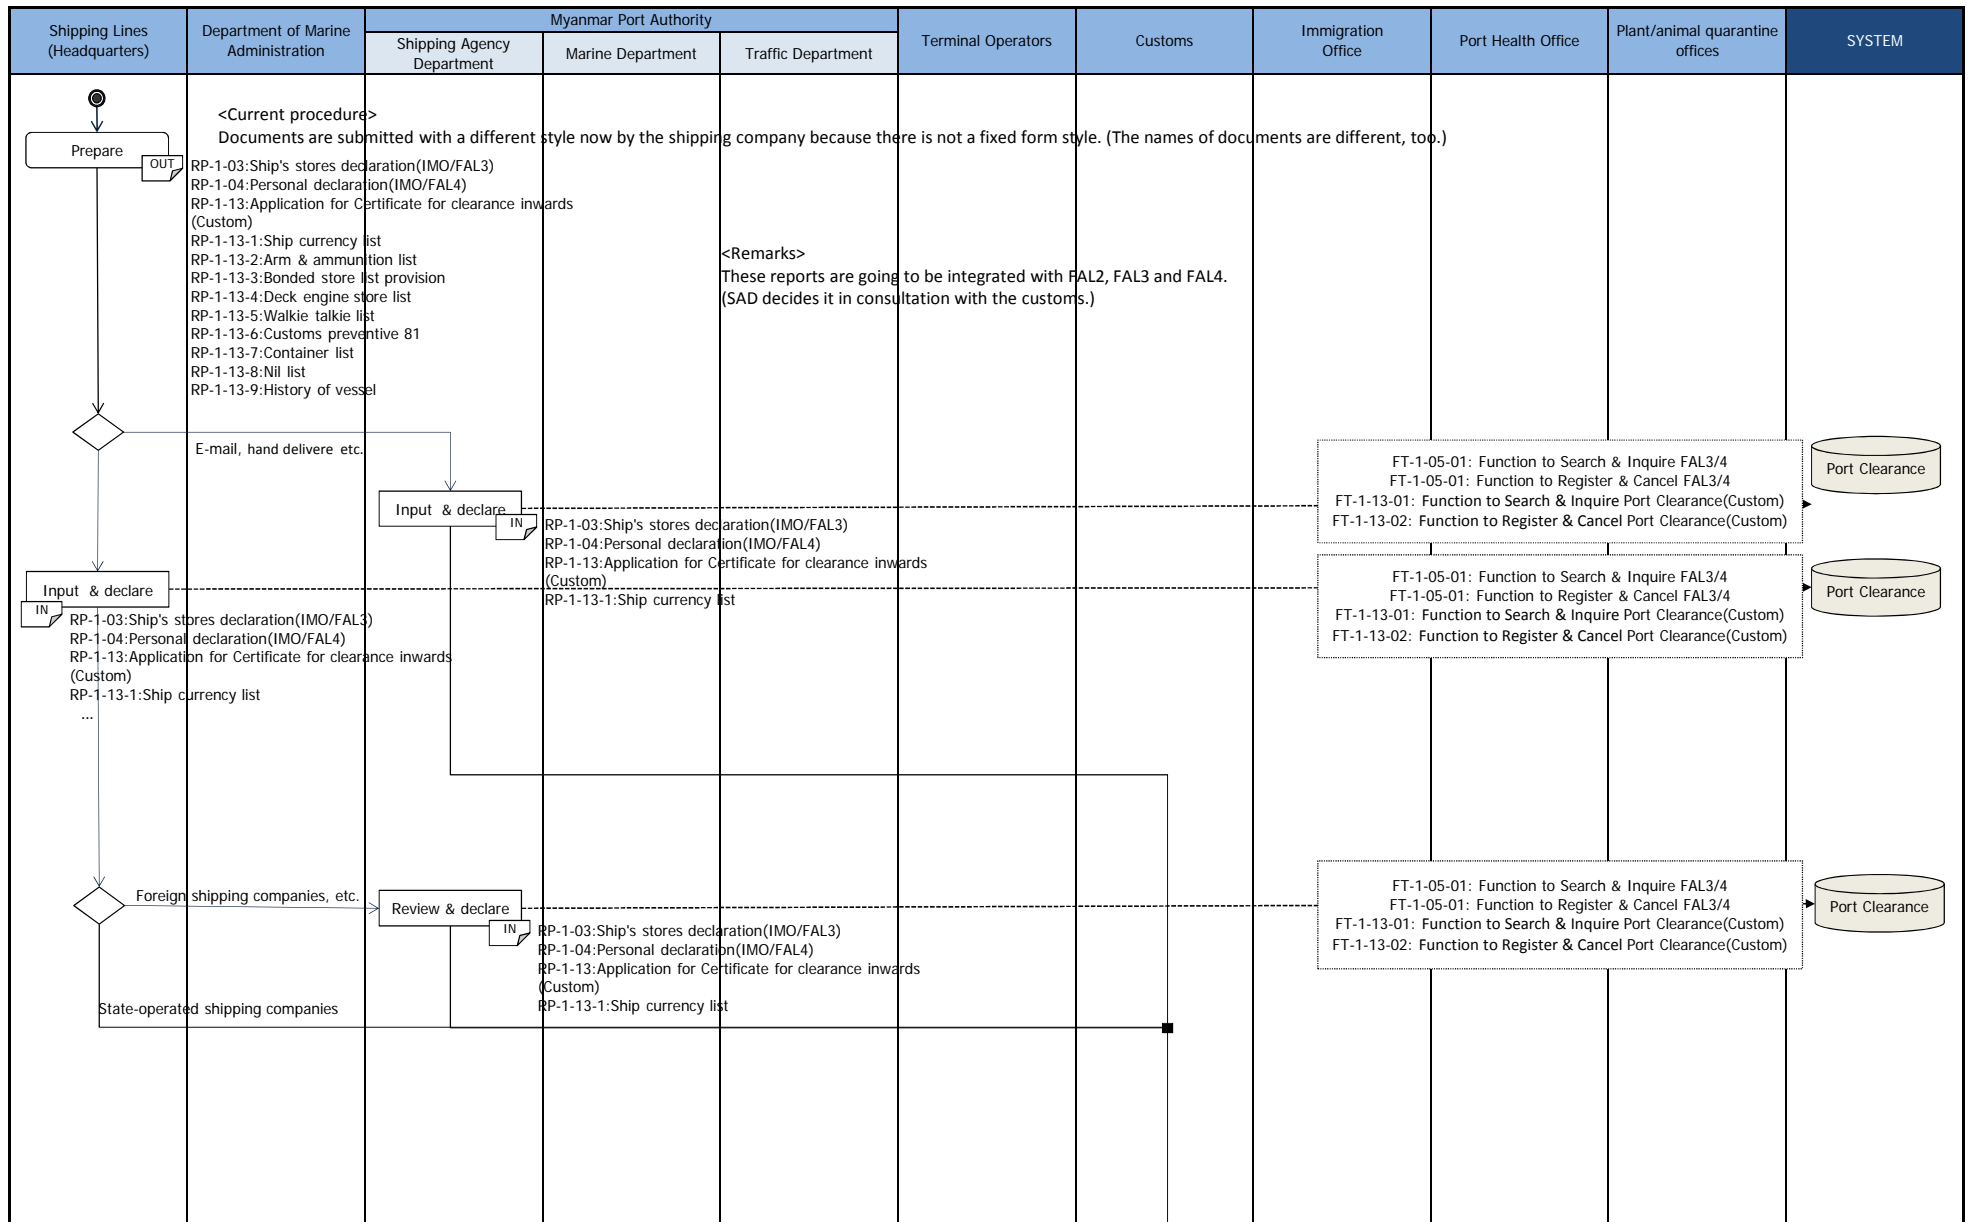 Shipping Lines
(Headquarters)
Department of Marine
Administration
Myanmar Port Authority
Shipping Agency
Department
Marine Department
Traffic Department
Terminal Operators
Customs
Immigration
Office
Port Health Office
Plant/animal quarantine
offices
SYSTEM
<Current procedure>
Documents are submitted with a different style now by the shipping company because there is not a fixed form style. (The names of documents are different, too.)
Prepare
OUT
RP-1-03:Ship's stores declaration(IMO/FAL3)
RP-1-04:Personal declaration(IMO/FAL4)
RP-1-13:Application for Certificate for clearance inwards
(Custom)
RP-1-13-1:Ship currency list
RP-1-13-2:Arm & ammunition list
RP-1-13-3:Bonded store list provision
RP-1-13-4:Deck engine store list
RP-1-13-5:Walkie talkie list
RP-1-13-6:Customs preventive 81
RP-1-13-7:Container list
RP-1-13-8:Nil list
RP-1-13-9:History of vessel
<Remarks>
These reports are going to be integrated with FAL2, FAL3 and FAL4.
(SAD decides it in consultation with the customs.)
E-mail, hand delivere etc.
Input & declare
IN
RP-1-03:Ship's stores declaration(IMO/FAL3)
RP-1-04:Personal declaration(IMO/FAL4)
RP-1-13:Application for Certificate for clearance inwards
(Custom)
RP-1-13-1:Ship currency list
FT-1-05-01: Function to Search & Inquire FAL3/4
FT-1-05-01: Function to Register & Cancel FAL3/4
FT-1-13-01: Function to Search & Inquire Port Clearance(Custom)
FT-1-13-02: Function to Register & Cancel Port Clearance(Custom)
Port Clearance
Input & declare
IN
RP-1-03:Ship's stores declaration(IMO/FAL3)
RP-1-04:Personal declaration(IMO/FAL4)
RP-1-13:Application for Certificate for clearance inwards
(Custom)
RP-1-13-1:Ship currency list
...
FT-1-05-01: Function to Search & Inquire FAL3/4
FT-1-05-01: Function to Register & Cancel FAL3/4
FT-1-13-01: Function to Search & Inquire Port Clearance(Custom)
FT-1-13-02: Function to Register & Cancel Port Clearance(Custom)
Port Clearance
Foreign shipping companies, etc.
Review & declare
IN
RP-1-03:Ship's stores declaration(IMO/FAL3)
RP-1-04:Personal declaration(IMO/FAL4)
RP-1-13:Application for Certificate for clearance inwards
(Custom)
RP-1-13-1:Ship currency list
FT-1-05-01: Function to Search & Inquire FAL3/4
FT-1-05-01: Function to Register & Cancel FAL3/4
FT-1-13-01: Function to Search & Inquire Port Clearance(Custom)
FT-1-13-02: Function to Register & Cancel Port Clearance(Custom)
Port Clearance
State-operated shipping companies